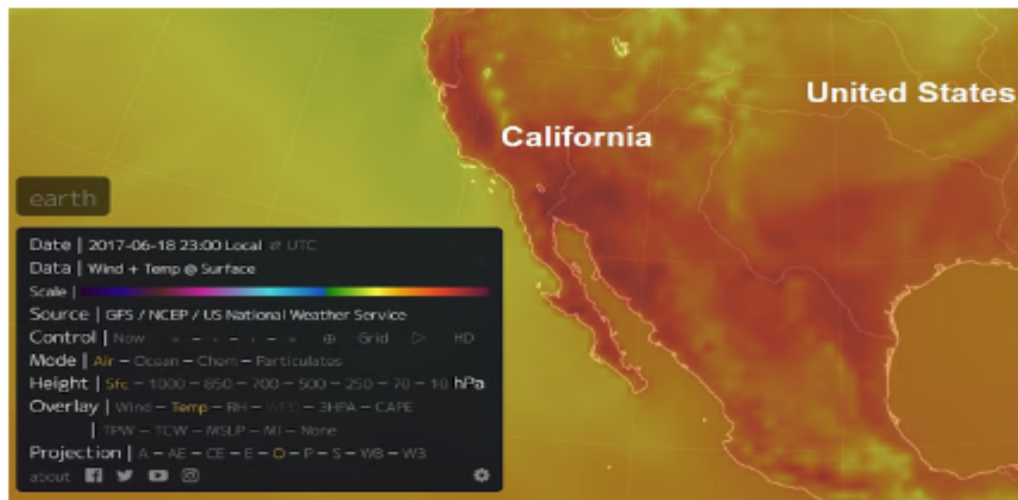 United States
California
earth
Date | 2017-06-18 23:00 Local ⇄ UTC
Data | Wind + Temp @ Surface
Scale |
Source | GFS / NCEP / US National Weather Service
Control | Now « – ‹ – › – » ⊕ Grid ▷ HD
Mode | Air – Ocean – Chem – Particulates
Height | Sfc – 1000 – 850 – 700 – 500 – 250 – 70 – 10 hPa
Overlay | Wind – Temp – RH – WPD – 3HPA – CAPE
| TPW – TCW – MSLP – MI – None
Projection | A – AE – CE – E – O – P – S – WB – W3
about